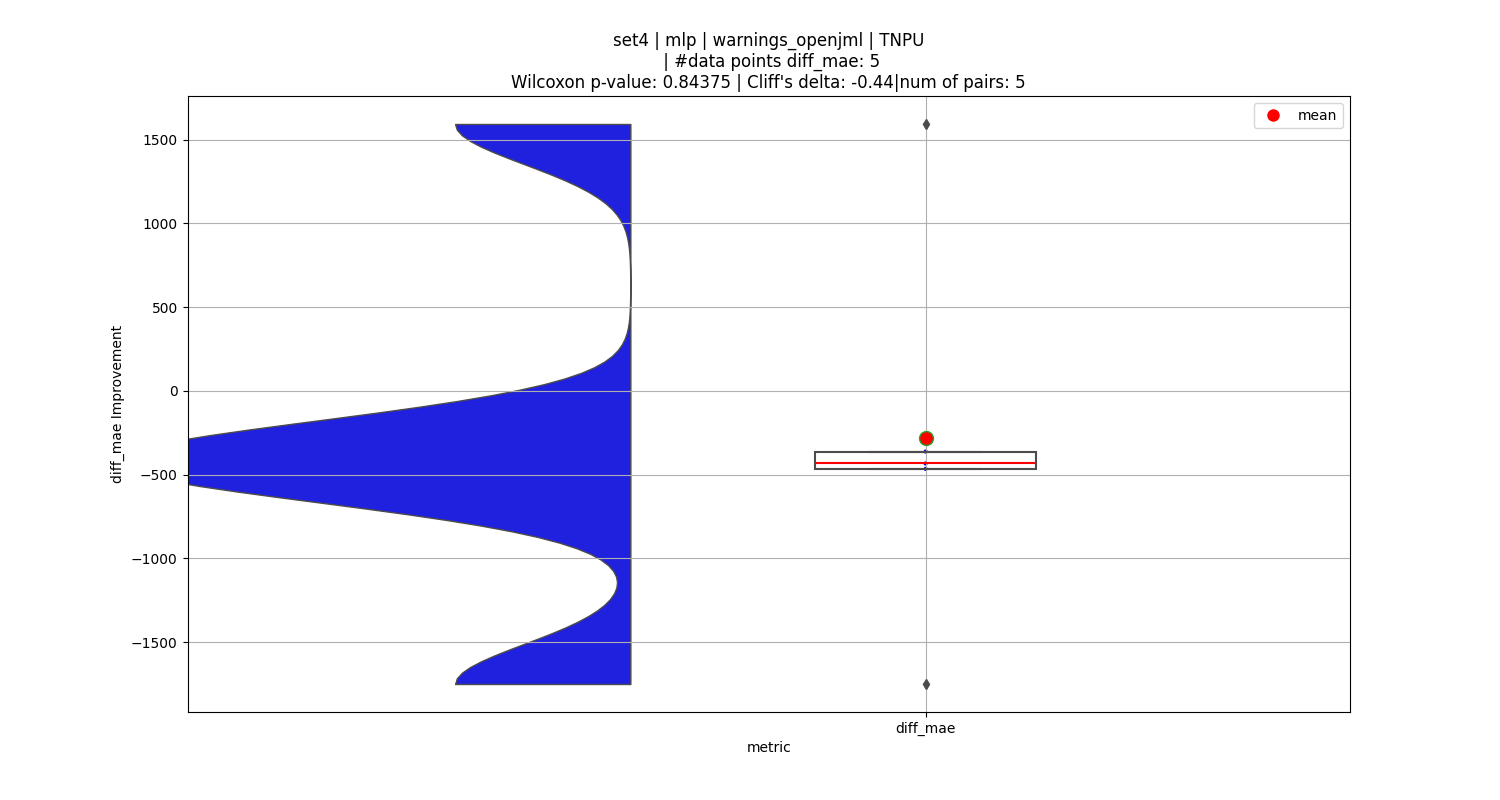 set4 | mlp | warnings_openjml | TNPU
| #data points diff_mae: 5
Wilcoxon p-value: 0.84375 | Cliff's delta: -0.44|num of pairs: 5
mean
1500
1000
500
0
−500
−1000
−1500
diff_mae Improvement
diff_mae
metric